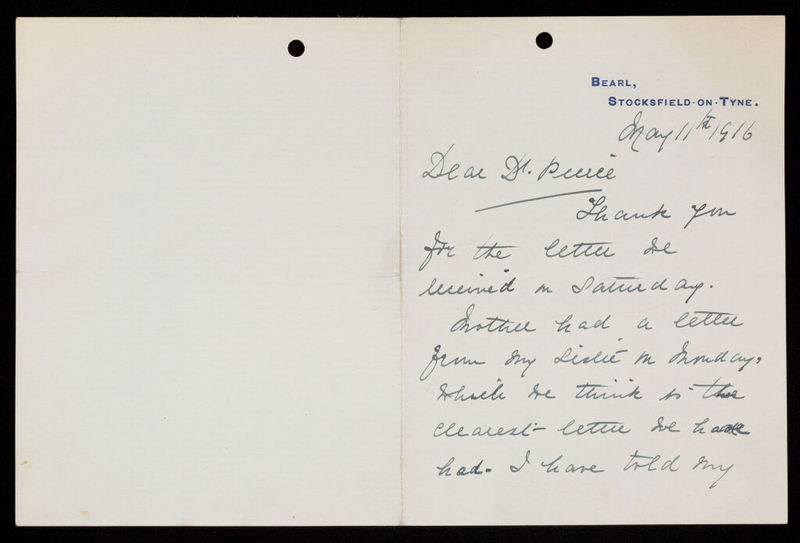 BEARL,
STOCKSFIELD-ON-TYNE.
May 11th 1916
Dear Dr. Pierce
Thank you
for the letter we
received on Saturday.
Mother had a letter
from my Sister on Monday,
which we think is the
clearest letter we have
had. I have told my